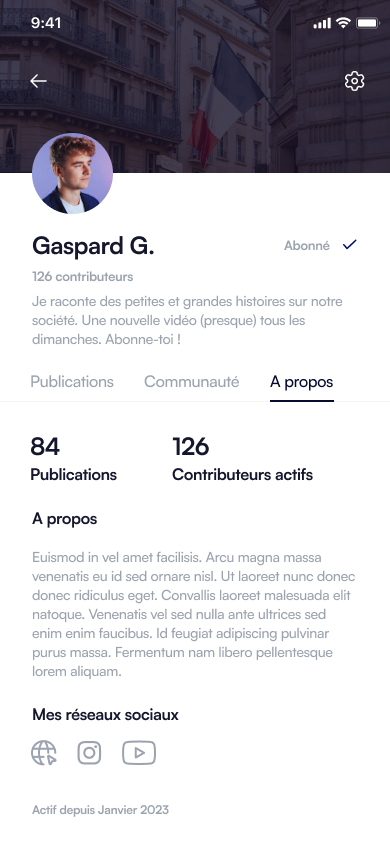 9:41
Gaspard G.
Abonné
126 contributeurs
Je raconte des petites et grandes histoires sur notre
société. Une nouvelle vidéo (presque) tous les
dimanches. Abonne-toi !
Publications Communauté A propos
84 126
Publications Contributeurs actifs
A propos
Euismod in vel amet facilisis. Arcu magna massa
venenatis eu id sed ornare nisl. Ut laoreet nunc donec
donec ridiculus eget. Convallis laoreet malesuada elit
natoque. Venenatis vel sed nulla ante ultrices sed
enim enim faucibus. Id feugiat adipiscing pulvinar
purus massa. Fermentum nam libero pellentesque
lorem aliquam.
Mes réseaux sociaux
Actif depuis Janvier 2023